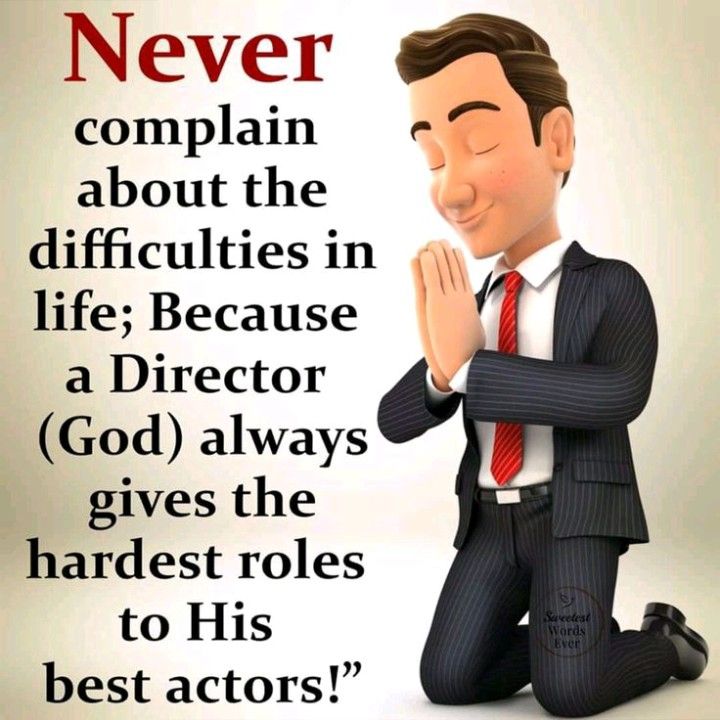 Never
complain
about the
difficulties in
life; Because
a Director
(God) always
gives the
hardest roles
to His
best actors!”
Sweetest
Words
Ever